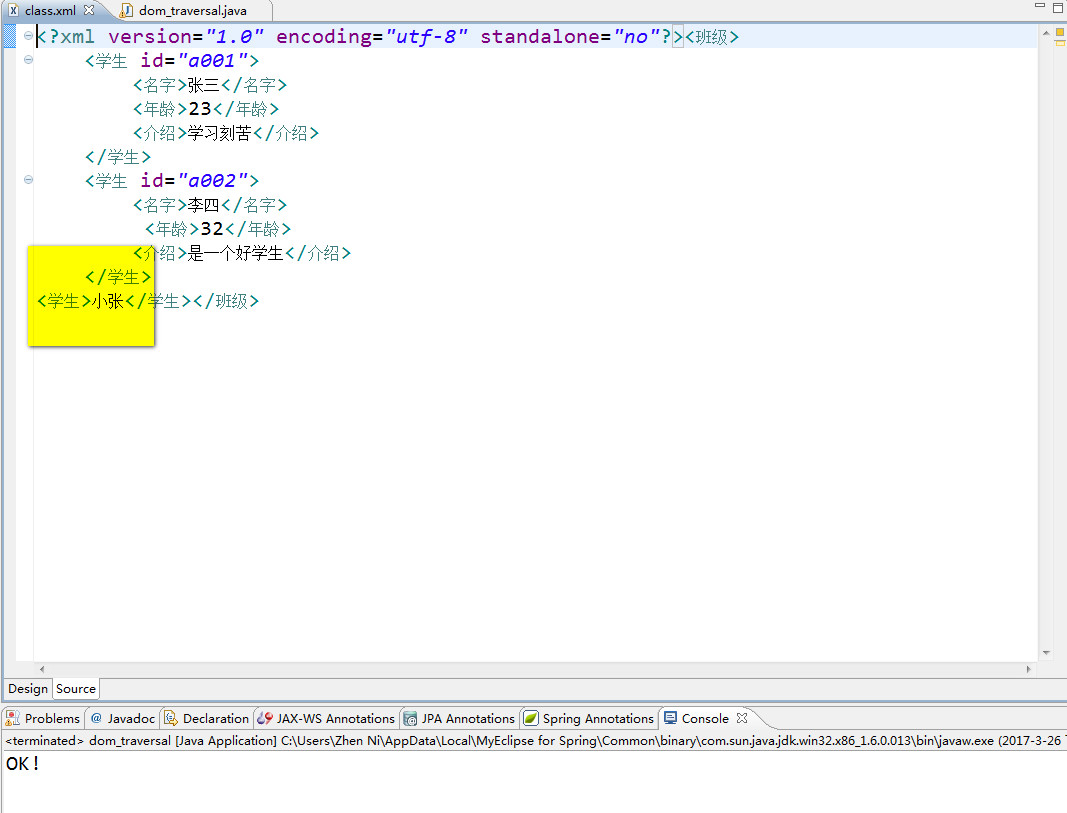 class.xml dom_traversal.java
<?xml version="1.0" encoding="utf-8" standalone="no"?><班级>
<学生 id="a001">
<名字>张三</名字>
<年龄>23</年龄>
<介绍>学习刻苦</介绍>
</学生>
<学生 id="a002">
<名字>李四</名字>
<年龄>32</年龄>
<介绍>是一个好学生</介绍>
</学生>
<学生>小张</学生></班级>
Design Source
Problems @ Javadoc Declaration JAX-WS Annotations JPA Annotations Spring Annotations Console
<terminated> dom_traversal [Java Application] C:\Users\Zhen Ni\AppData\Local\MyEclipse for Spring\Common\binary\com.sun.java.jdk.win32.x86_1.6.0.013\bin\javaw.exe (2017-3-26
OK!